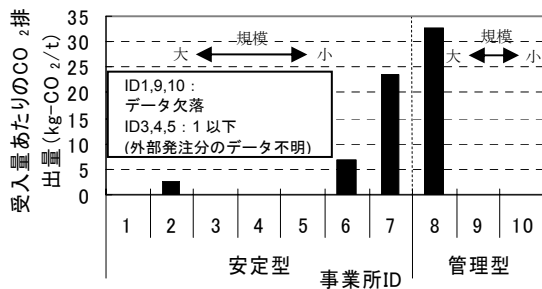 受入量あたりのCO₂排
出量(kg-CO₂/t)
35
30
25
20
15
10
5
0
規模
大 小
規模
大 小
ID1,9,10：
データ欠落
ID3,4,5：1 以下
(外部発注分のデータ不明)
1 2 3 4 5 6 7 8 9 10
安定型 管理型
事業所ID